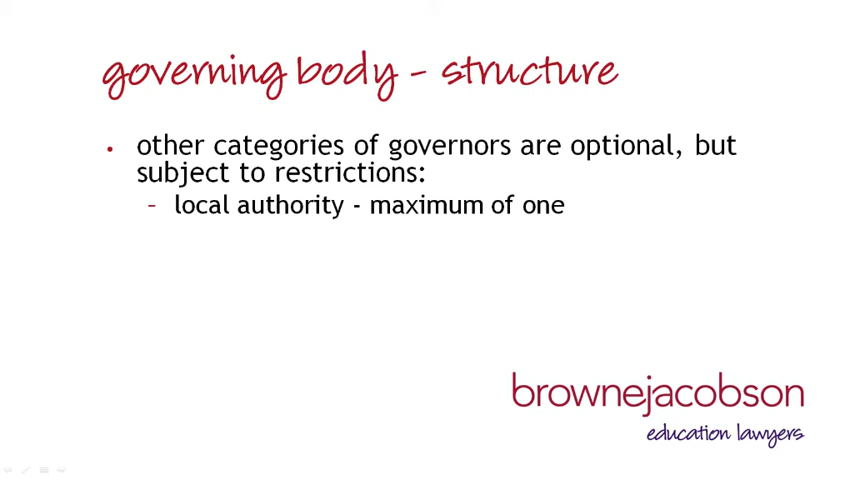 governing body - structure
• other categories of governors are optional, but
subject to restrictions:
– local authority - maximum of one
brownejacobson
education lawyers